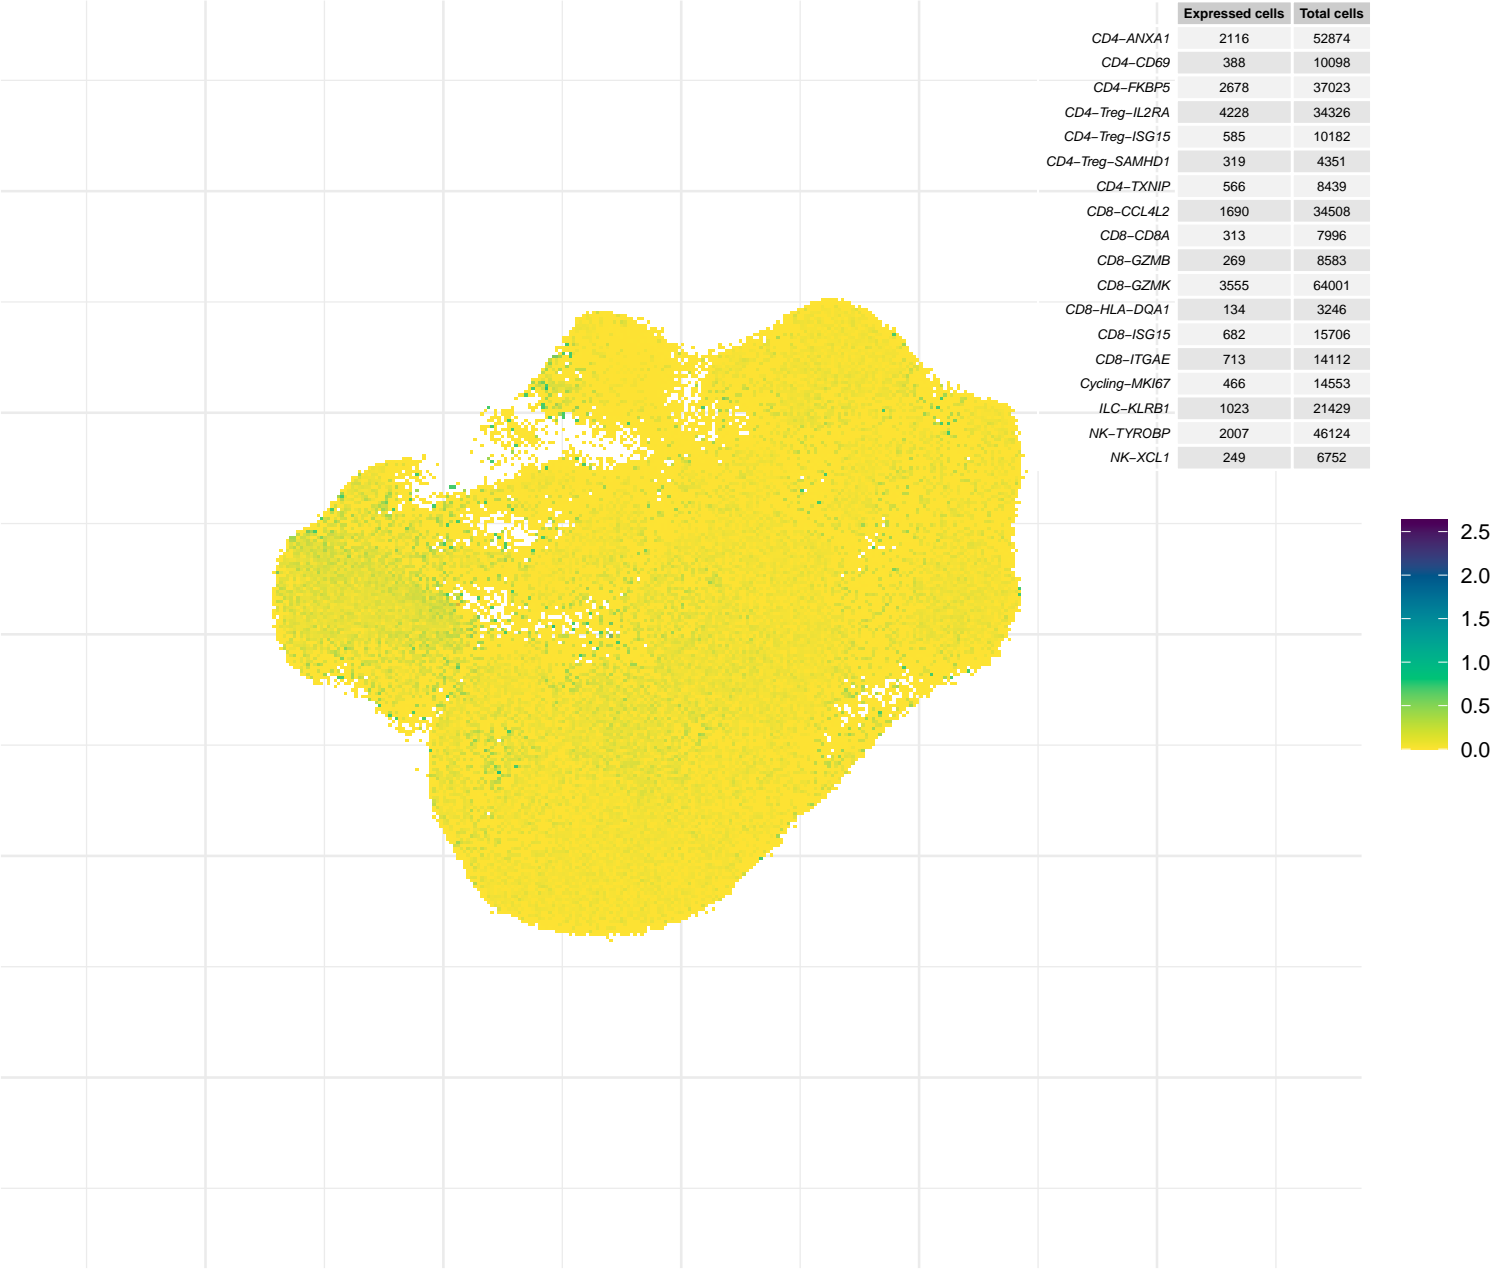 Expressed cells Total cells
CD4−ANXA1 2116 52874
CD4−CD69 388 10098
CD4−FKBP5 2678 37023
CD4−Treg−IL2RA 4228 34326
CD4−Treg−ISG15 585 10182
CD4−Treg−SAMHD1 319 4351
CD4−TXNIP 566 8439
CD8−CCL4L2 1690 34508
CD8−CD8A 313 7996
CD8−GZMB 269 8583
CD8−GZMK 3555 64001
CD8−HLA−DQA1 134 3246
CD8−ISG15 682 15706
CD8−ITGAE 713 14112
Cycling−MKI67 466 14553
ILC−KLRB1 1023 21429
NK−TYROBP 2007 46124
NK−XCL1 249 6752
2.5
2.0
1.5
1.0
0.5
0.0